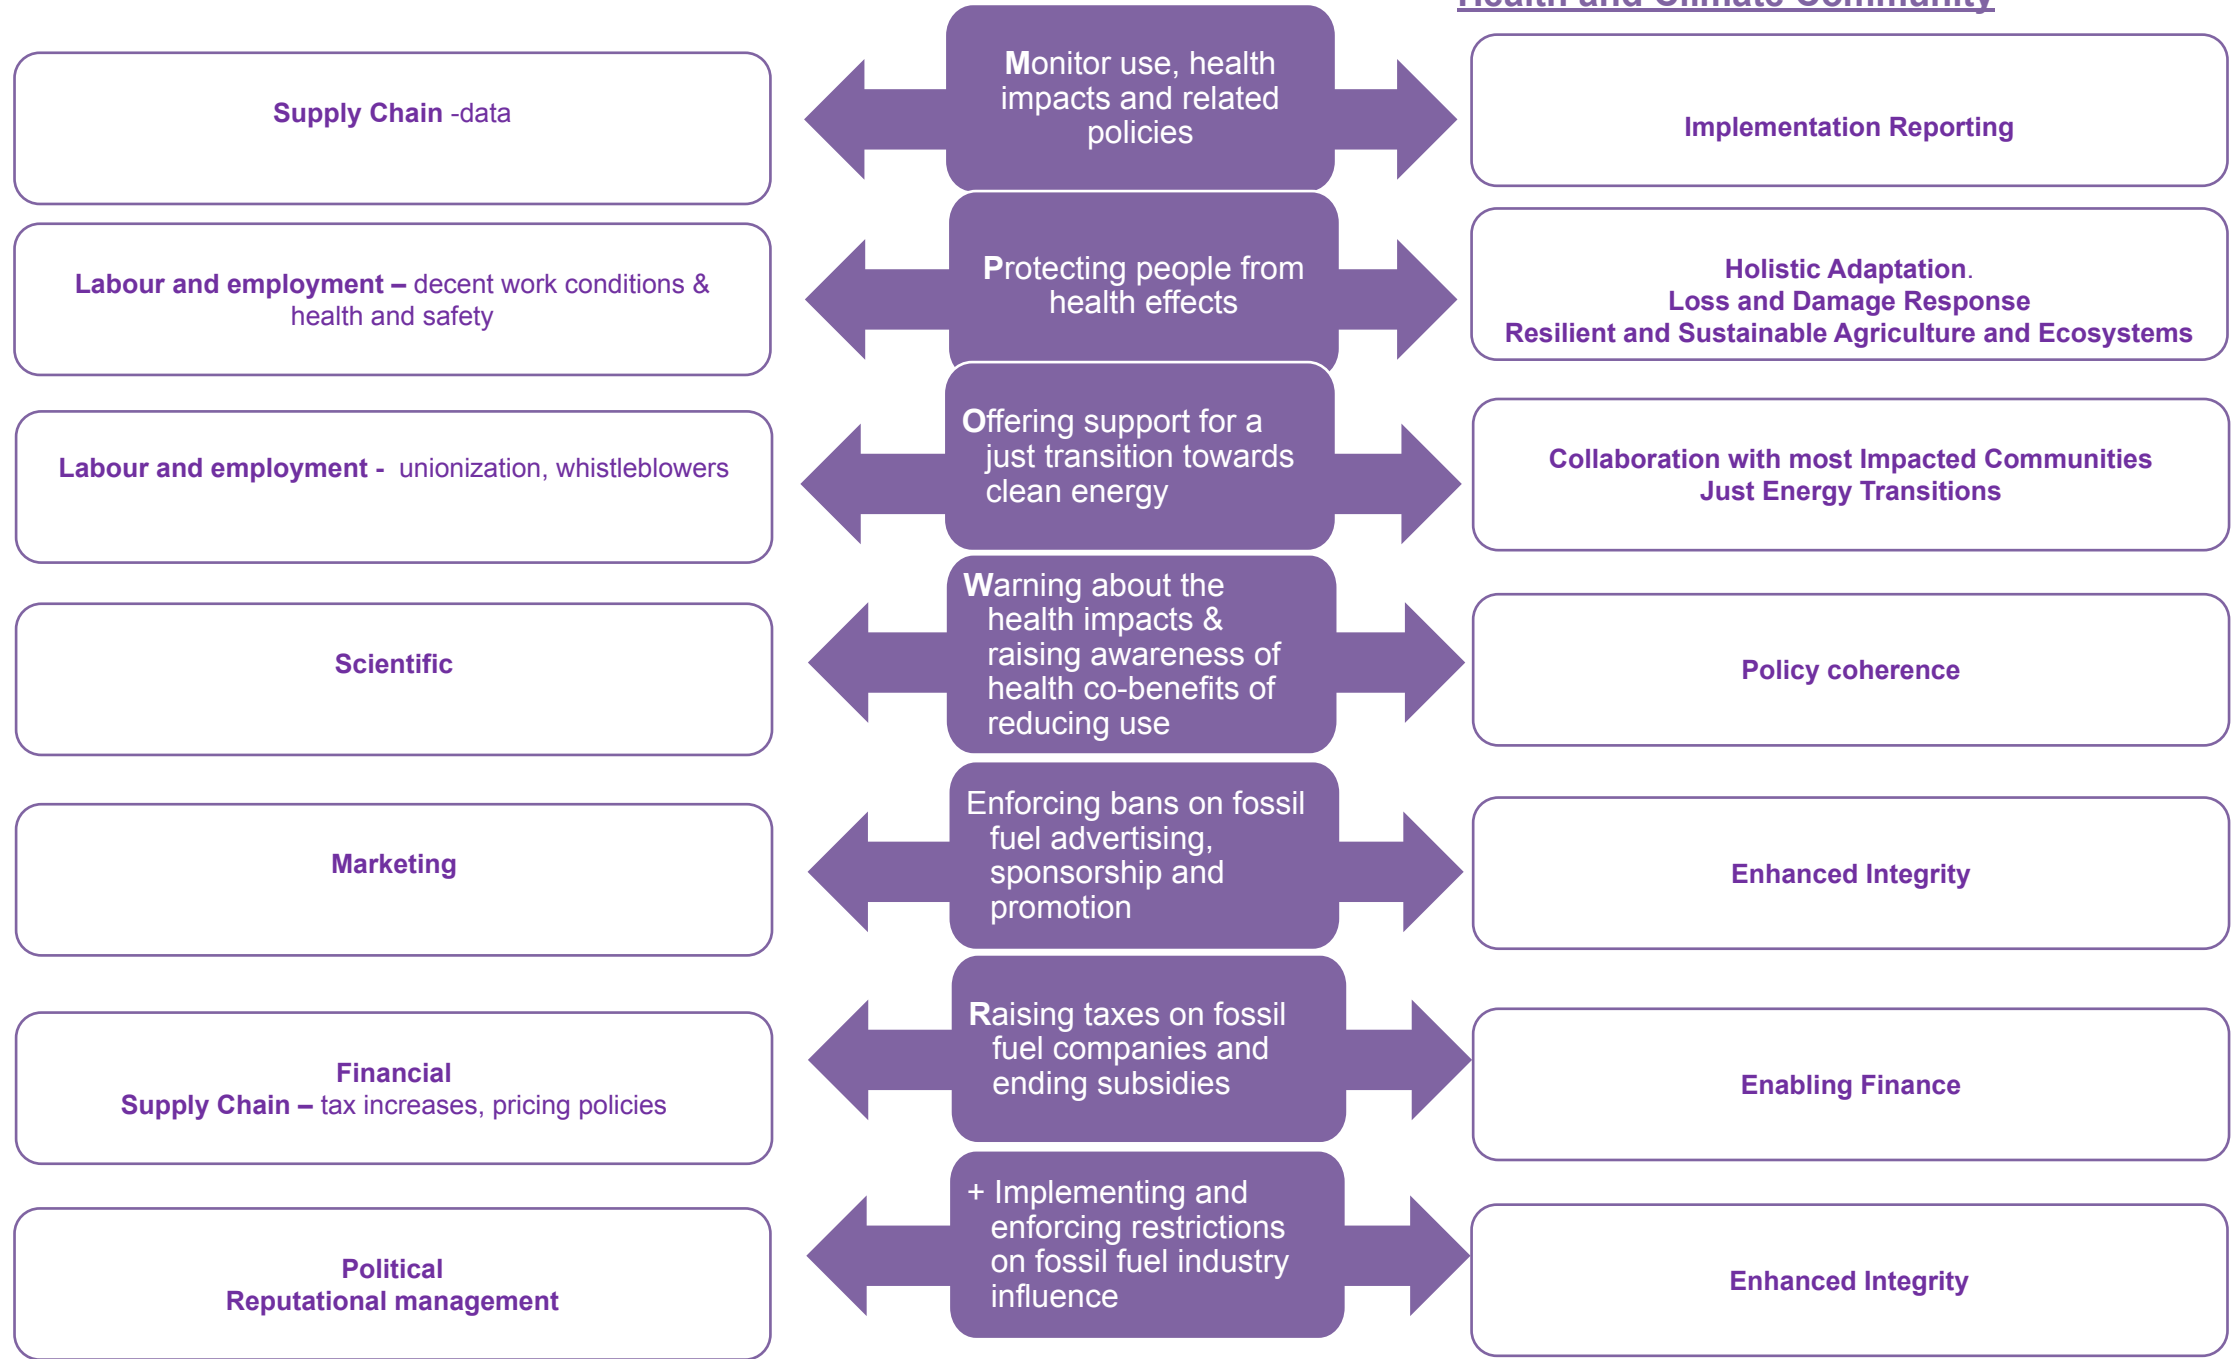 Health and Climate Community
Monitor use, health
impacts and related
policies
Supply Chain -data
Implementation Reporting
Protecting people from
health effects
Labour and employment – decent work conditions &
health and safety
Holistic Adaptation.
Loss and Damage Response
Resilient and Sustainable Agriculture and Ecosystems
Offering support for a
just transition towards
clean energy
Labour and employment - unionization, whistleblowers
Collaboration with most Impacted Communities
Just Energy Transitions
Warning about the
health impacts &
raising awareness of
health co-benefits of
reducing use
Scientific
Policy coherence
Enforcing bans on fossil
fuel advertising,
sponsorship and
promotion
Marketing
Enhanced Integrity
Raising taxes on fossil
fuel companies and
ending subsidies
Financial
Supply Chain – tax increases, pricing policies
Enabling Finance
+ Implementing and
enforcing restrictions
on fossil fuel industry
influence
Political
Reputational management
Enhanced Integrity